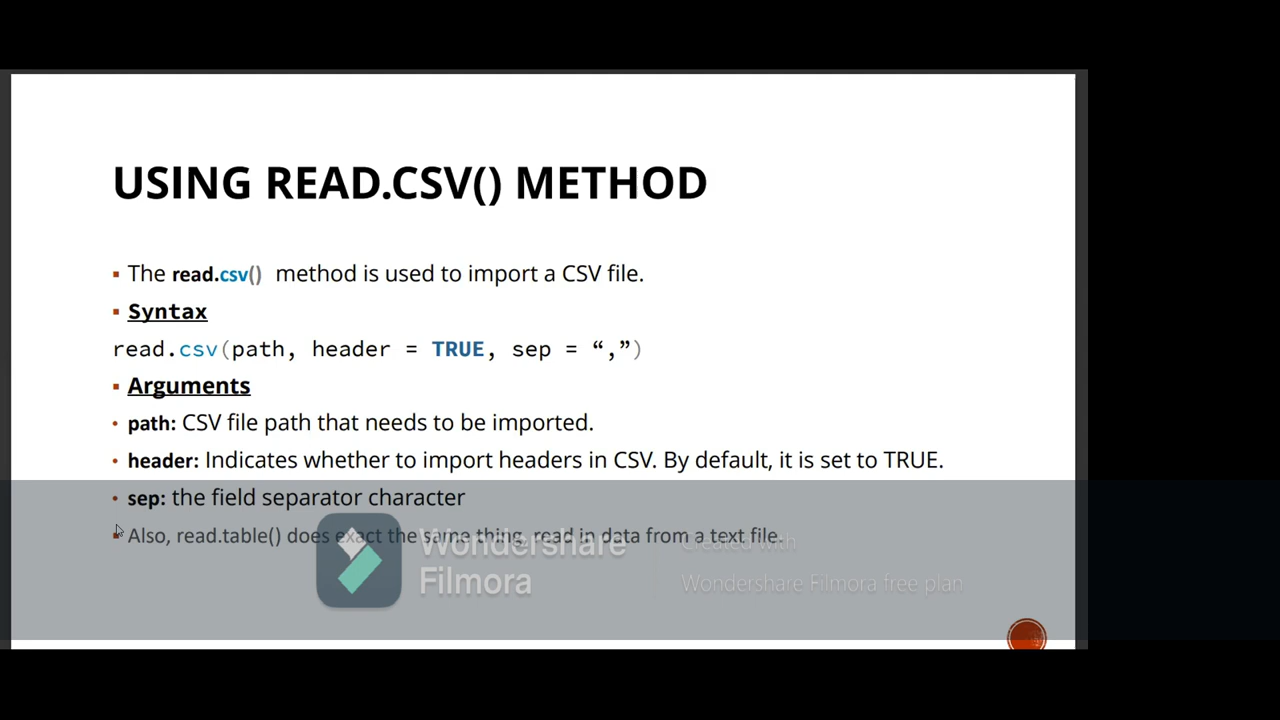 USING READ.CSV() METHOD
The read.csv() method is used to import a CSV file.
Syntax
read.csv(path, header = TRUE, sep = “,”)
Arguments
path: CSV file path that needs to be imported.
header: Indicates whether to import headers in CSV. By default, it is set to TRUE.
sep: the field separator character
Also, read.table() does exact the same thing, read in data from a text file.
Wondershare
Filmora
Created with
Wondershare Filmora free plan